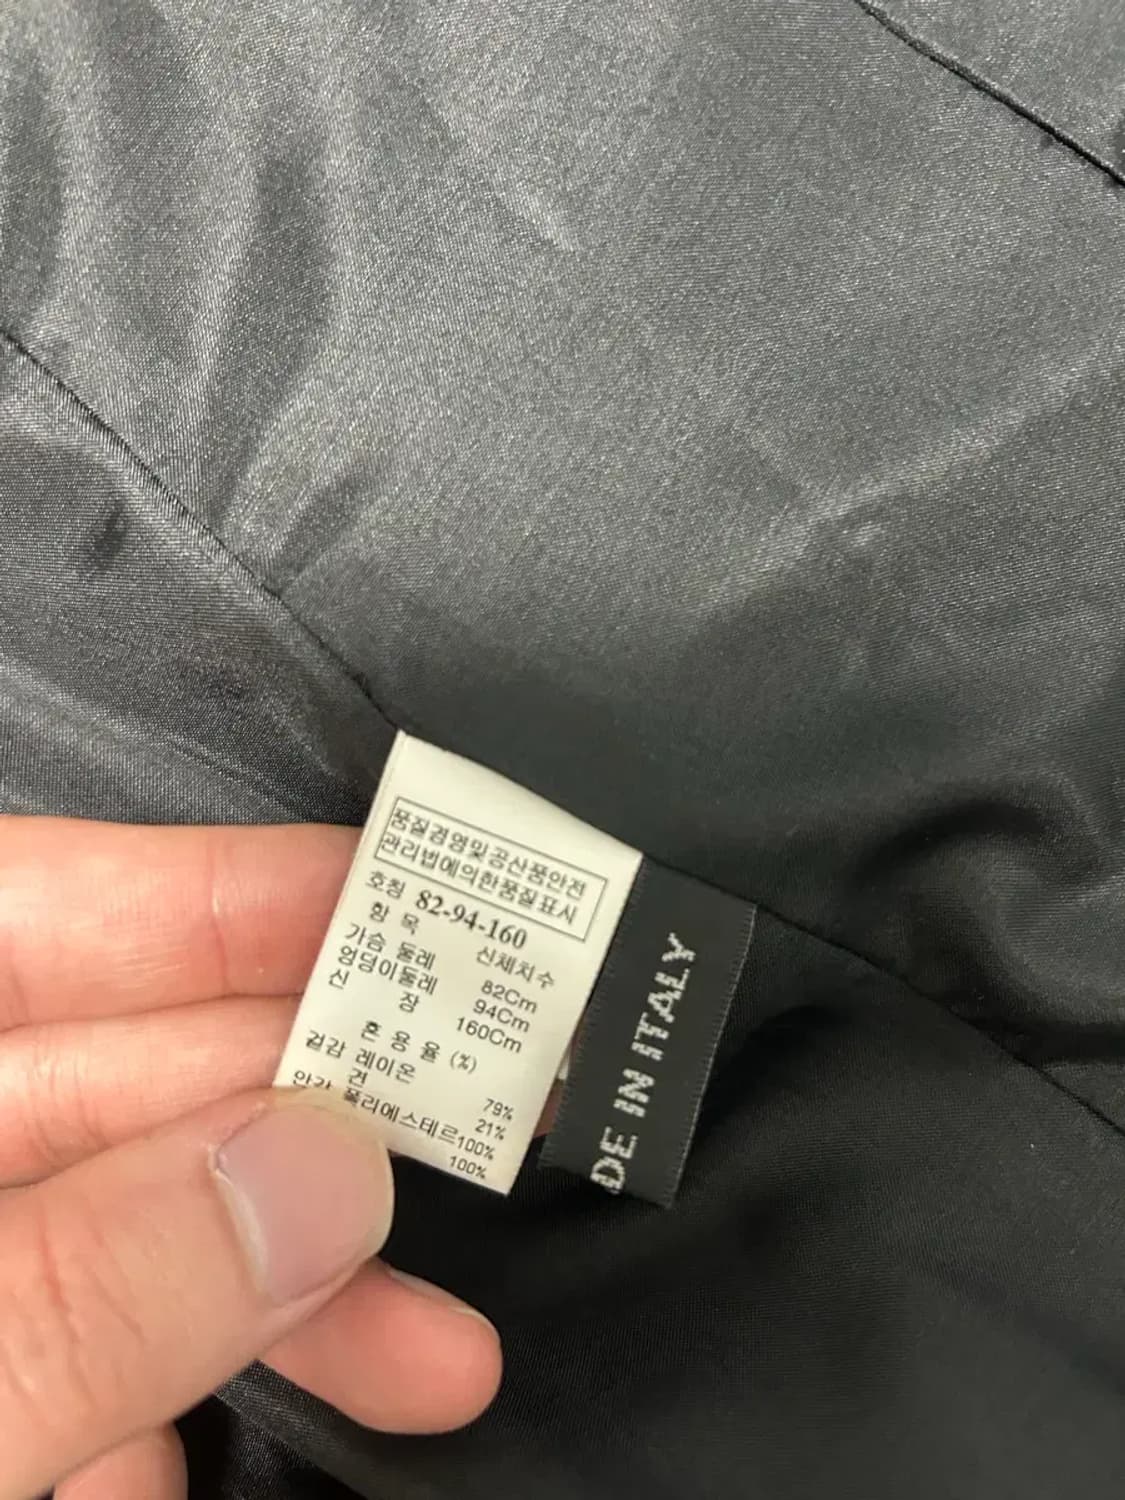 품질경영및공산품안전
관리법에의한품질표시
호칭 82-94-160
항 목 신체치수
가슴 둘레 82Cm
엉덩이둘레 94Cm
신 장 160Cm
혼 용 율 (%)
겉감 레이온 79%
견 21%
안감 폴리에스테르100%
100%
DE IN ITALY